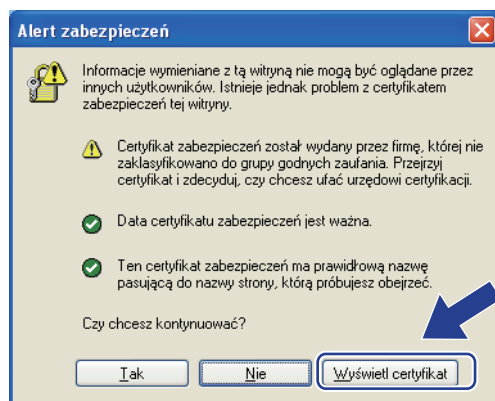 Alert zabezpieczeń
Informacje wymieniane z tą witryną nie mogą być oglądane przez
innych użytkowników. Istnieje jednak problem z certyfikatem
zabezpieczeń tej witryny.
Certyfikat zabezpieczeń został wydany przez firmę, której nie
zaklasyfikowano do grupy godnych zaufania. Przejrzyj
certyfikat i zdecyduj, czy chcesz ufać urzędowi certyfikacji.
Data certyfikatu zabezpieczeń jest ważna.
Ten certyfikat zabezpieczeń ma prawidłową nazwę
pasującą do nazwy strony, którą próbujesz obejrzeć.
Czy chcesz kontynuować?
Tak Nie Wyświetl certyfikat